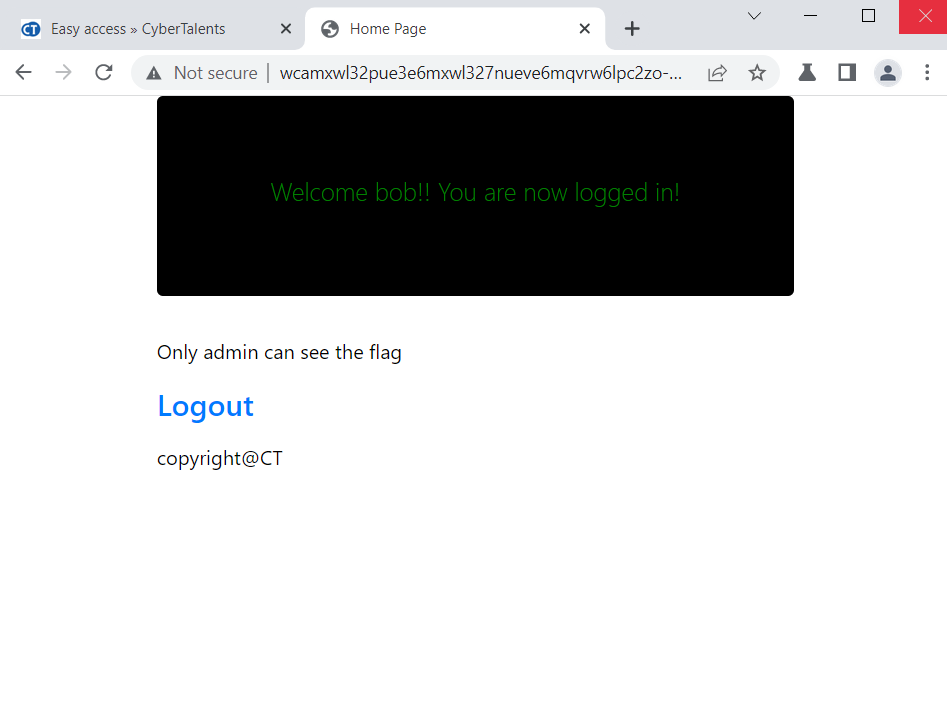 Easy access » CyberTalents
Home Page
Not secure
wcamxwl32pue3e6mxwl327nueve6mqvrw6lpc2zo-...
Welcome bob!! You are now logged in!
Only admin can see the flag
Logout
copyright@CT